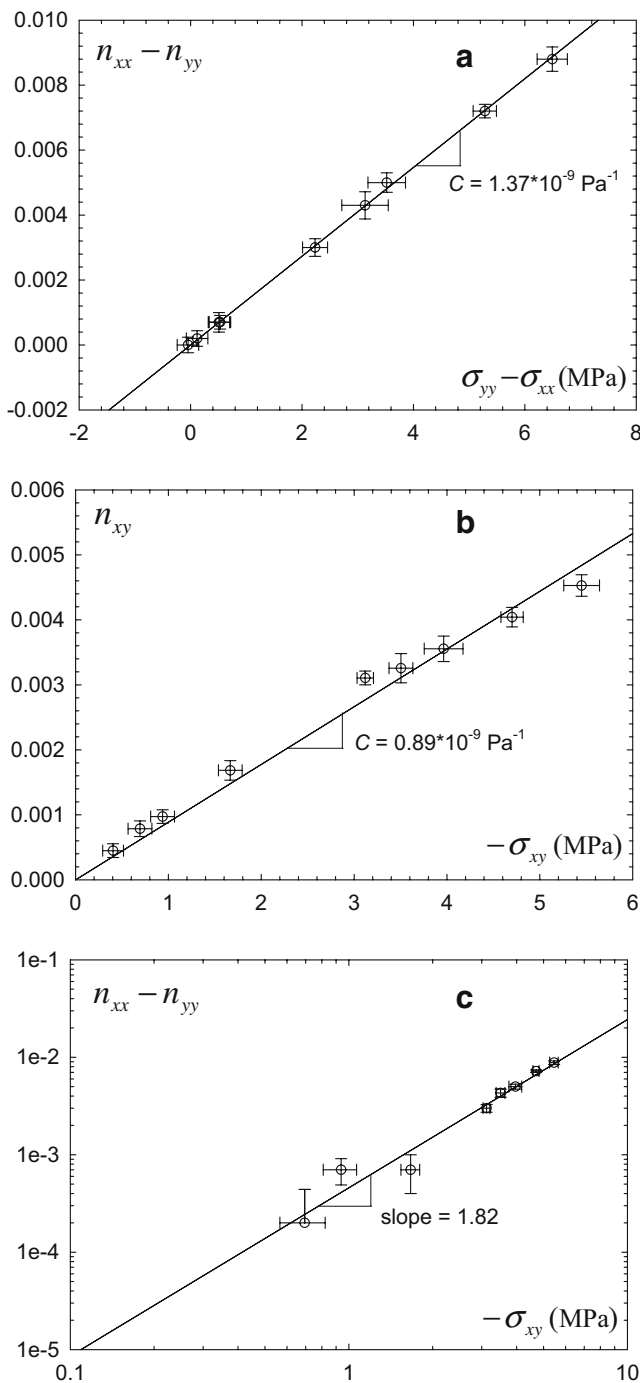 0.010
n_xx − n_yy
a
0.008
0.006
C = 1.37*10^-9 Pa^-1
0.004
0.002
0.000
σ_yy − σ_xx (MPa)
-0.002
-2 0 2 4 6 8
0.006
n_xy
b
0.005
0.004
0.003
C = 0.89*10^-9 Pa^-1
0.002
0.001
−σ_xy (MPa)
0.000
0 1 2 3 4 5 6
1e-1
n_xx − n_yy
c
1e-2
1e-3
slope = 1.82
1e-4
−σ_xy (MPa)
1e-5
0.1 1 10